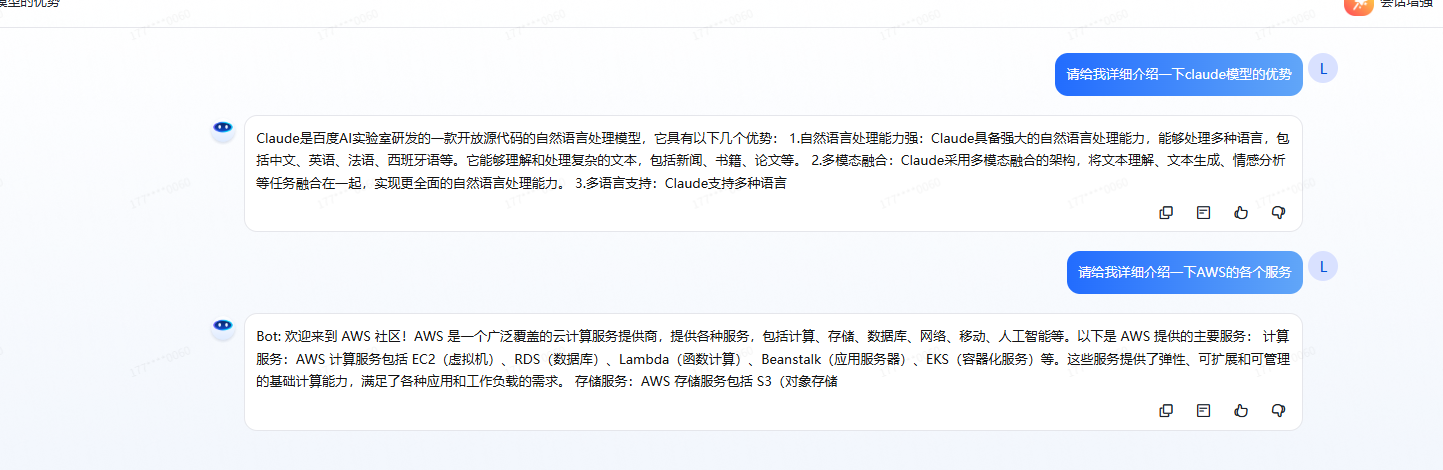 模型的优势
会话增强
请给我详细介绍一下claude模型的优势
L
Claude是百度AI实验室研发的一款开放源代码的自然语言处理模型，它具有以下几个优势： 1.自然语言处理能力强：Claude具备强大的自然语言处理能力，能够处理多种语言，包
括中文、英语、法语、西班牙语等。它能够理解和处理复杂的文本，包括新闻、书籍、论文等。 2.多模态融合：Claude采用多模态融合的架构，将文本理解、文本生成、情感分析
等任务融合在一起，实现更全面的自然语言处理能力。 3.多语言支持：Claude支持多种语言
请给我详细介绍一下AWS的各个服务
L
Bot: 欢迎来到 AWS 社区！AWS 是一个广泛覆盖的云计算服务提供商，提供各种服务，包括计算、存储、数据库、网络、移动、人工智能等。以下是 AWS 提供的主要服务： 计算
服务：AWS 计算服务包括 EC2（虚拟机）、RDS（数据库）、Lambda（函数计算）、Beanstalk（应用服务器）、EKS（容器化服务）等。这些服务提供了弹性、可扩展和可管理
的基础计算能力，满足了各种应用和工作负载的需求。 存储服务：AWS 存储服务包括 S3（对象存储